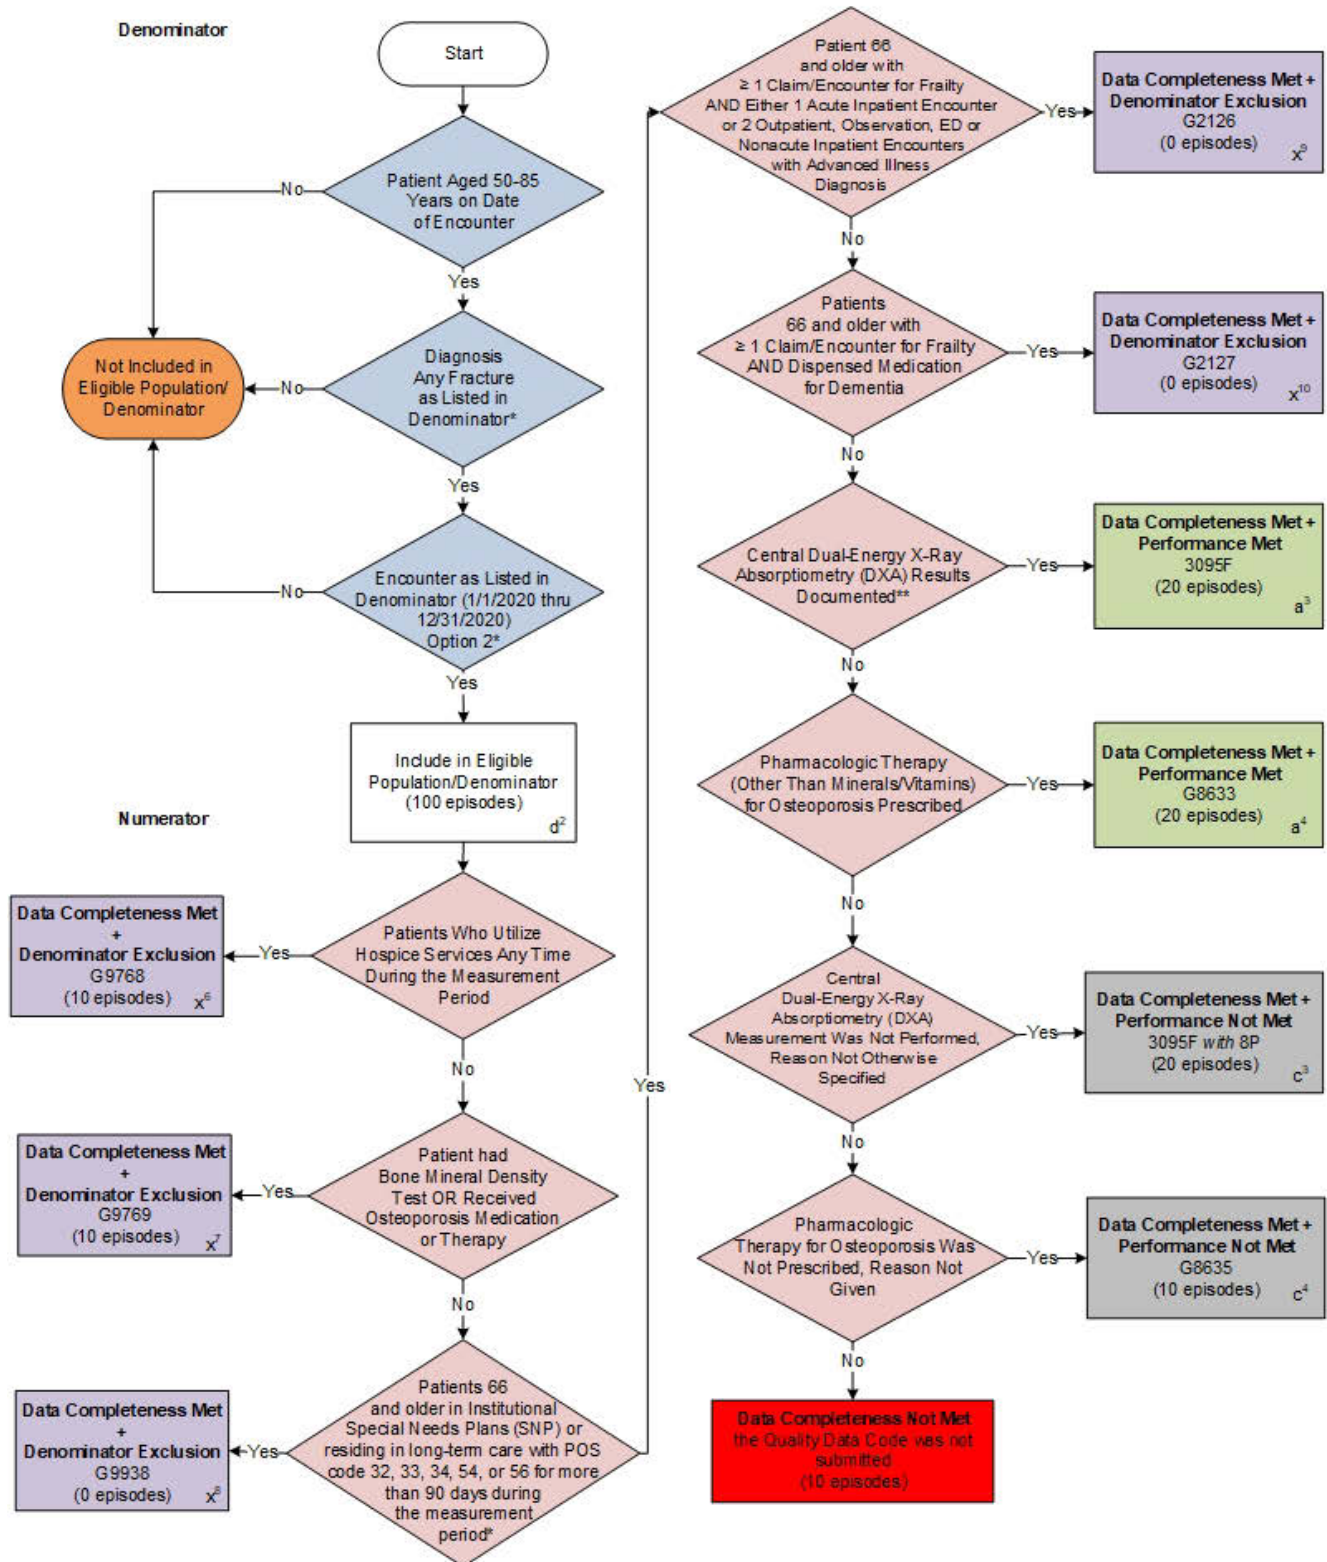 Denominator
Start
Patient Aged 50-85
Years on Date
of Encounter
No
Yes
Not Included in
Eligible Population/
Denominator
No
Diagnosis
Any Fracture
as Listed in
Denominator*
Yes
No
Encounter as Listed in
Denominator (1/1/2020 thru
12/31/2020)
Option 2*
Yes
Include in Eligible
Population/Denominator
(100 episodes)
d²
Numerator
Data Completeness Met
+
Denominator Exclusion
G9768
(10 episodes)
x⁶
Yes
Patients Who Utilize
Hospice Services Any Time
During the Measurement
Period
No
Data Completeness Met
+
Denominator Exclusion
G9769
(10 episodes)
x⁷
Yes
Patient had
Bone Mineral Density
Test OR Received
Osteoporosis Medication
or Therapy
No
Data Completeness Met
+
Denominator Exclusion
G9938
(0 episodes)
x⁸
Yes
Patients 66
and older in Institutional
Special Needs Plans (SNP) or
residing in long-term care with POS
code 32, 33, 34, 54, or 56 for more
than 90 days during
the measurement
period*
Yes
Patient 66
and older with
≥ 1 Claim/Encounter for Frailty
AND Either 1 Acute Inpatient Encounter
or 2 Outpatient, Observation, ED or
Nonacute Inpatient Encounters
with Advanced Illness
Diagnosis
Yes
Data Completeness Met +
Denominator Exclusion
G2126
(0 episodes)
x⁹
No
Patients
66 and older with
≥ 1 Claim/Encounter for Frailty
AND Dispensed Medication
for Dementia
Yes
Data Completeness Met +
Denominator Exclusion
G2127
(0 episodes)
x¹⁰
No
Central Dual-Energy X-Ray
Absorptiometry (DXA) Results
Documented**
Yes
Data Completeness Met +
Performance Met
3095F
(20 episodes)
a³
No
Pharmacologic Therapy
(Other Than Minerals/Vitamins)
for Osteoporosis Prescribed
Yes
Data Completeness Met +
Performance Met
G8633
(20 episodes)
a⁴
No
Central
Dual-Energy X-Ray
Absorptiometry (DXA)
Measurement Was Not Performed,
Reason Not Otherwise
Specified
Yes
Data Completeness Met +
Performance Not Met
3095F with 8P
(20 episodes)
c³
No
Pharmacologic
Therapy for Osteoporosis Was
Not Prescribed, Reason Not
Given
Yes
Data Completeness Met +
Performance Not Met
G8635
(10 episodes)
c⁴
No
Data Completeness Not Met
the Quality Data Code was not
submitted
(10 episodes)